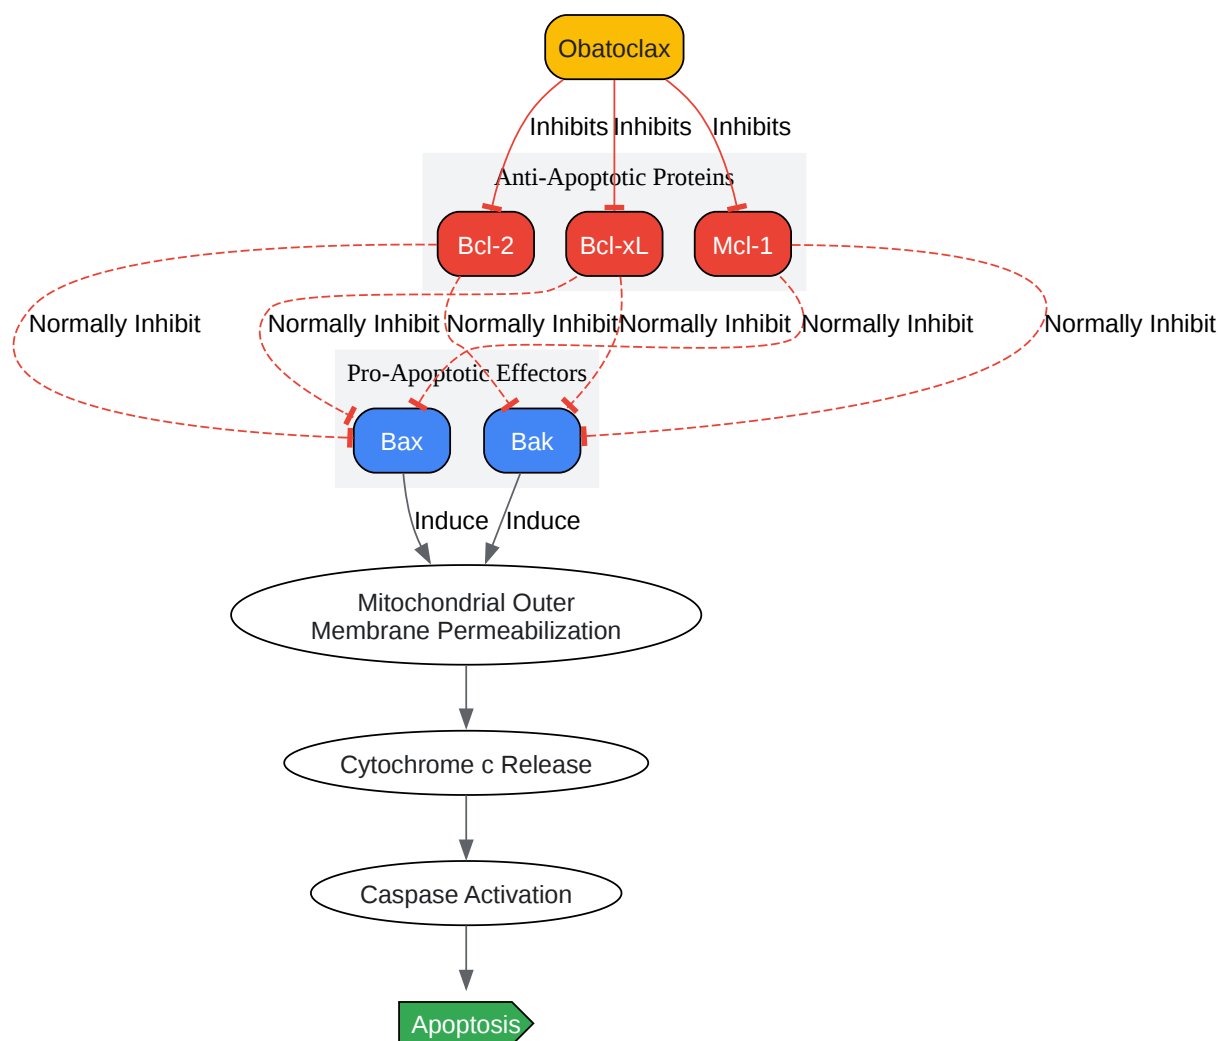 Obatoclax
Inhibits
Inhibits
Inhibits
Anti-Apoptotic Proteins
Bcl-2
Bcl-xL
Mcl-1
Normally Inhibit
Normally Inhibit
Normally Inhibit
Normally Inhibit
Normally Inhibit
Normally Inhibit
Pro-Apoptotic Effectors
Bax
Bak
Induce
Induce
Mitochondrial Outer
Membrane Permeabilization
Cytochrome c Release
Caspase Activation
Apoptosis